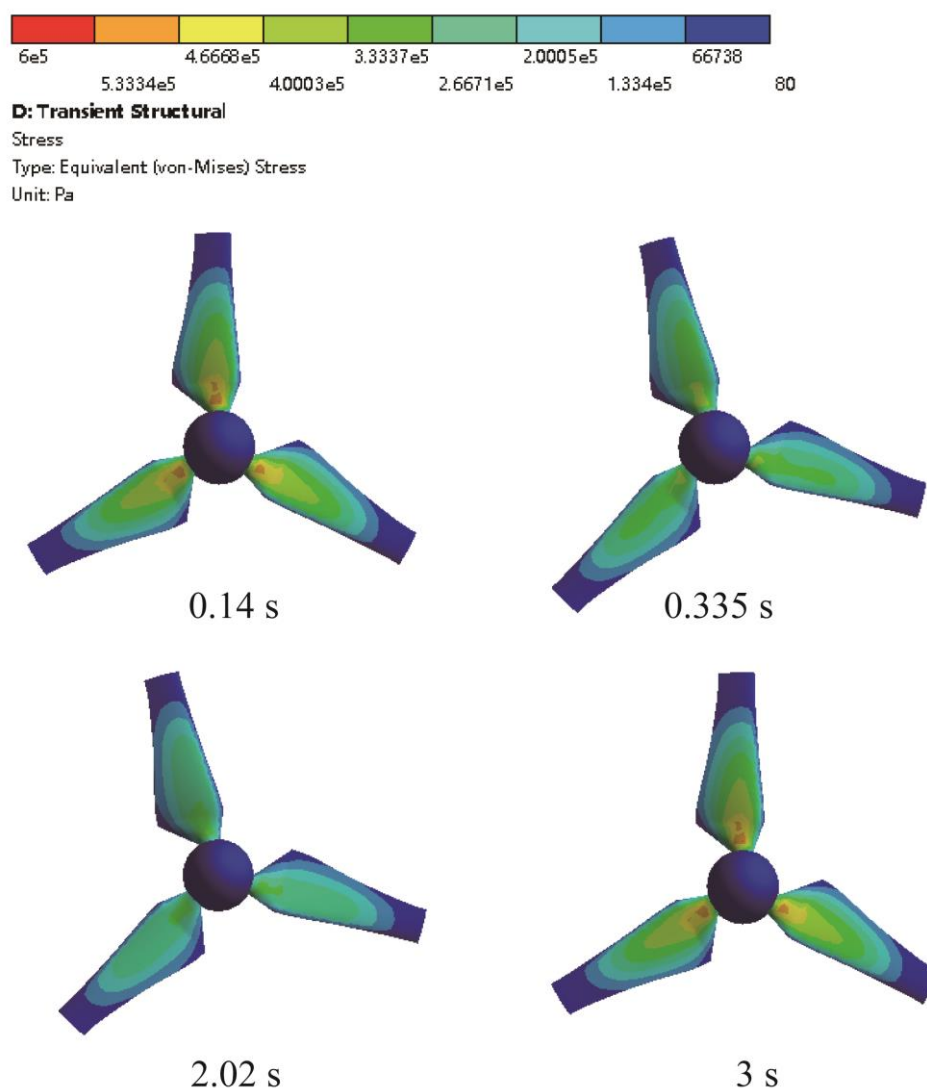 6e5 4.6668e5 3.3337e5 2.0005e5 66738
5.3334e5 4.0003e5 2.6671e5 1.334e5 80
D: Transient Structural
Stress
Type: Equivalent (von-Mises) Stress
Unit: Pa
0.14 s 0.335 s
2.02 s 3 s